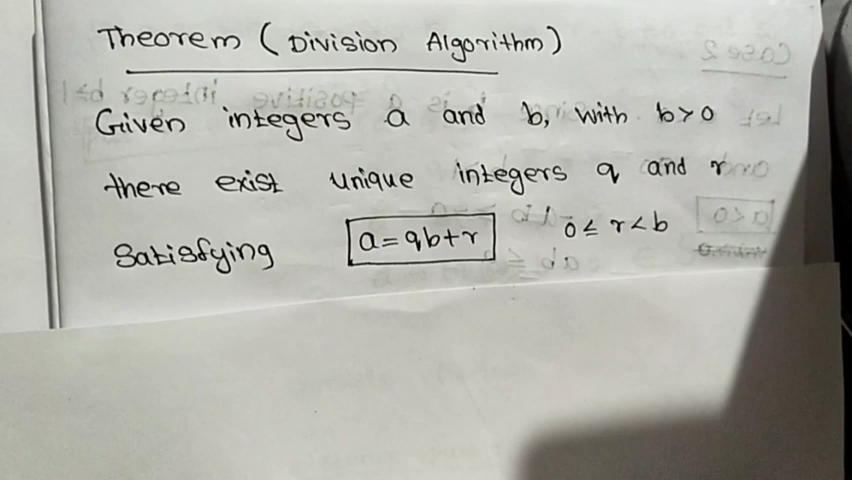 Theorem (Division Algorithm)
Given integers a and b, with b>0
there exist unique integers q and r
satisfying a=qb+r 0≤r<b